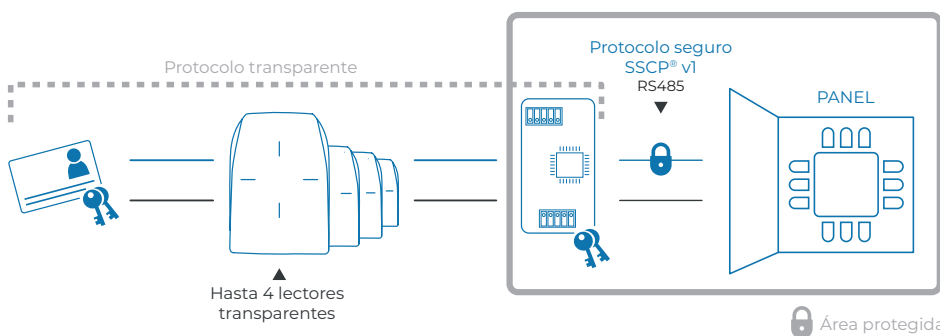 Protocolo transparente
Protocolo seguro
SSCP® v1
RS485
PANEL
Hasta 4 lectores
transparentes
Área protegida